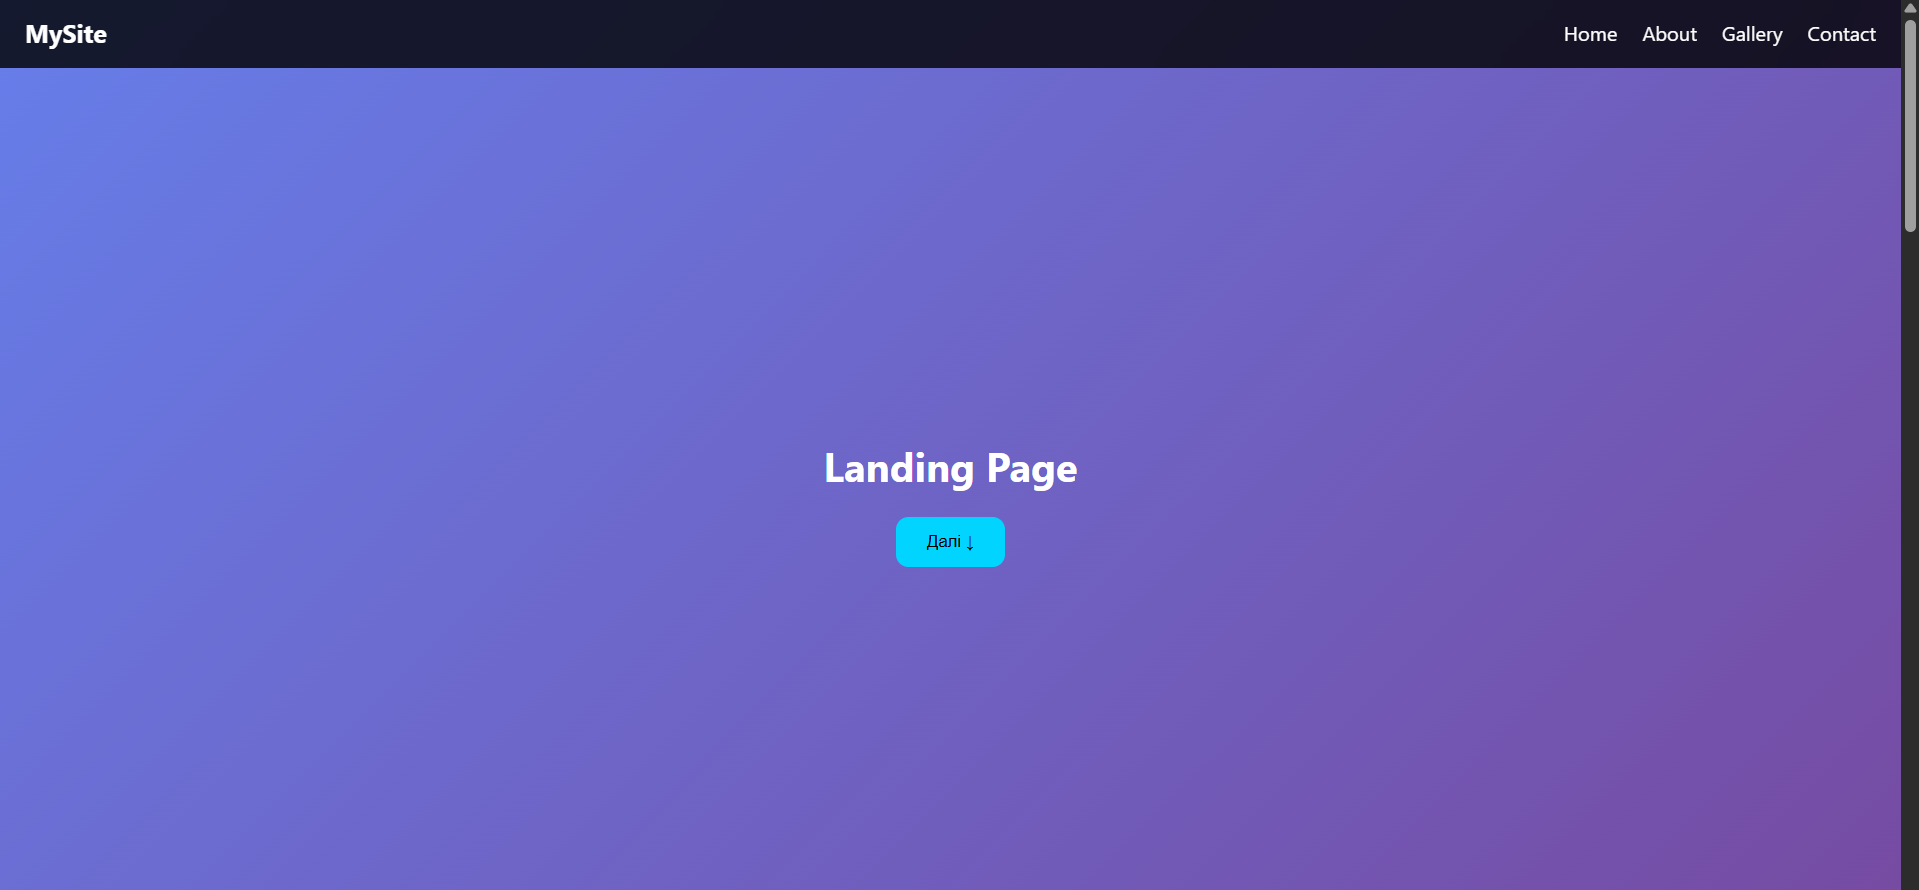 MySite
Home About Gallery Contact
Landing Page
Далі ↓